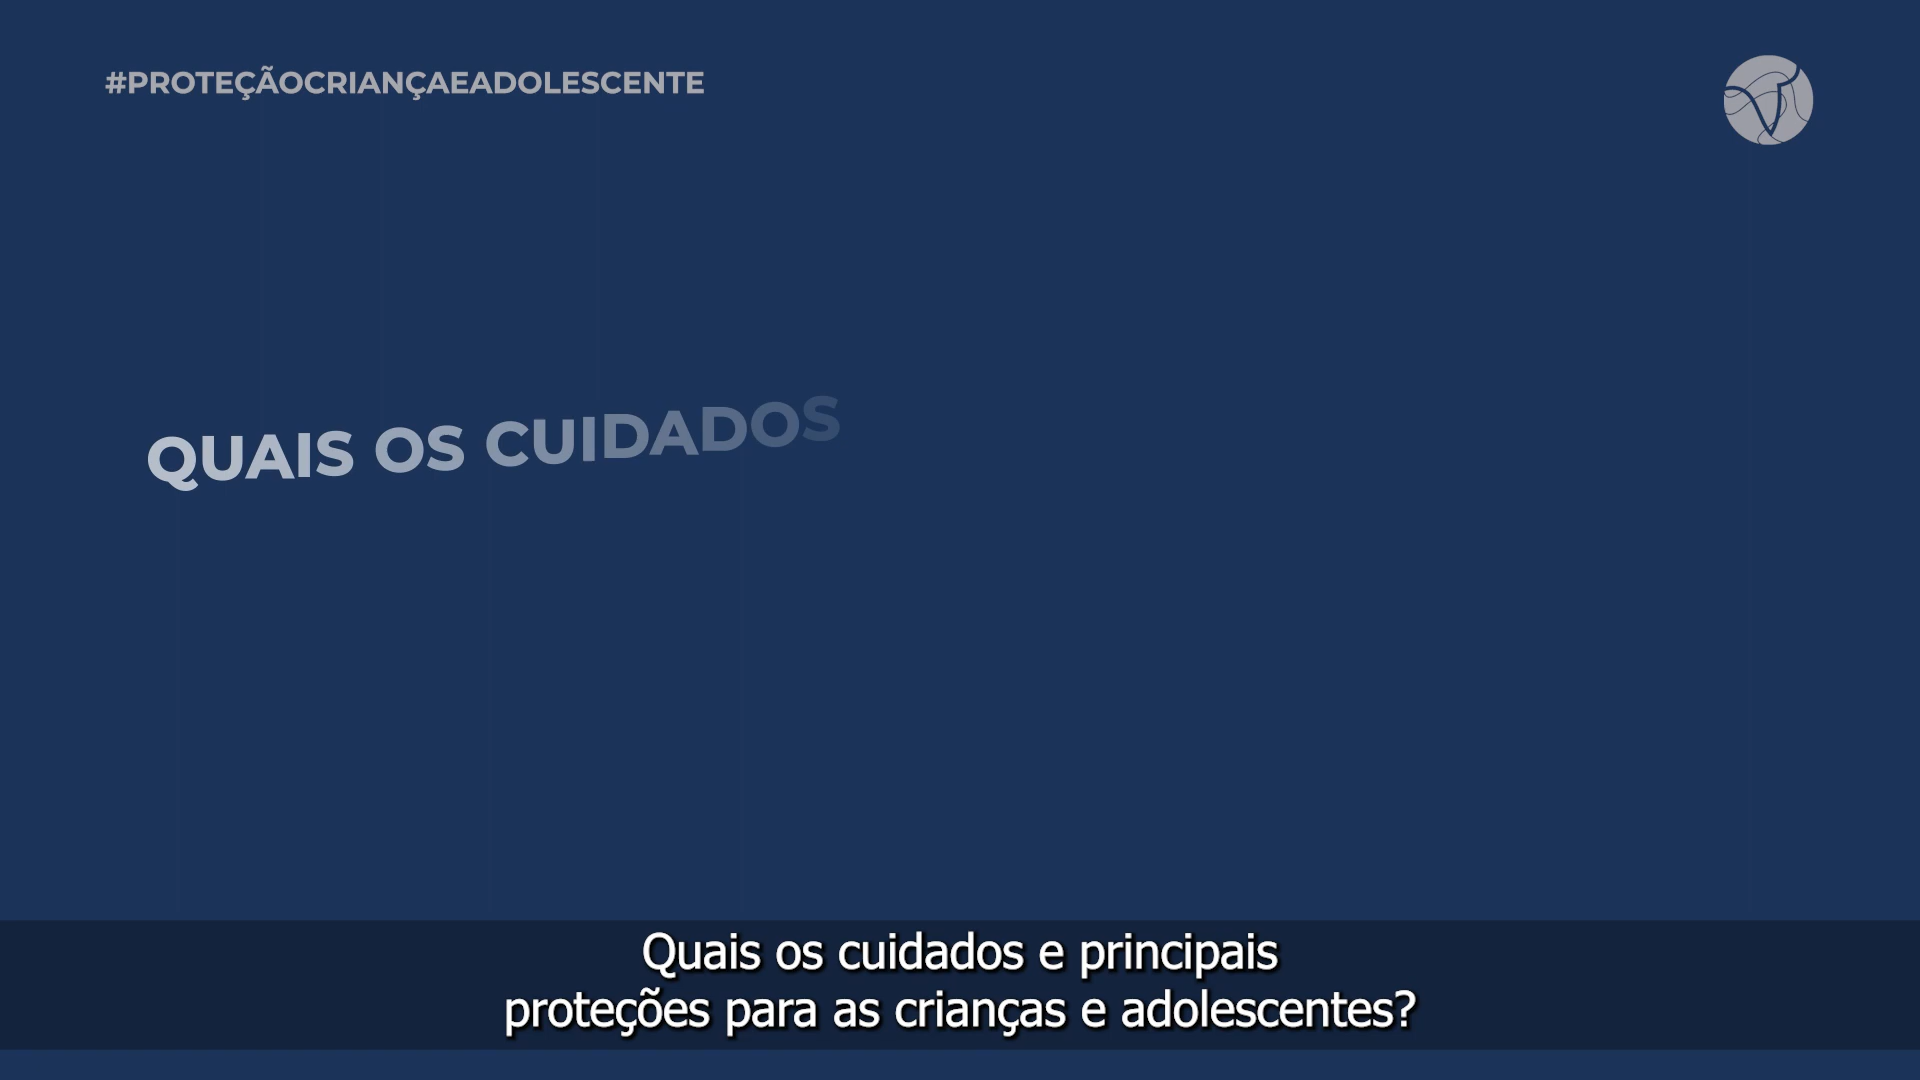 #PROTEÇÃOCRIANÇAEADOLESCENTE
QUAIS OS CUIDADOS
Quais os cuidados e principais
proteções para as crianças e adolescentes?